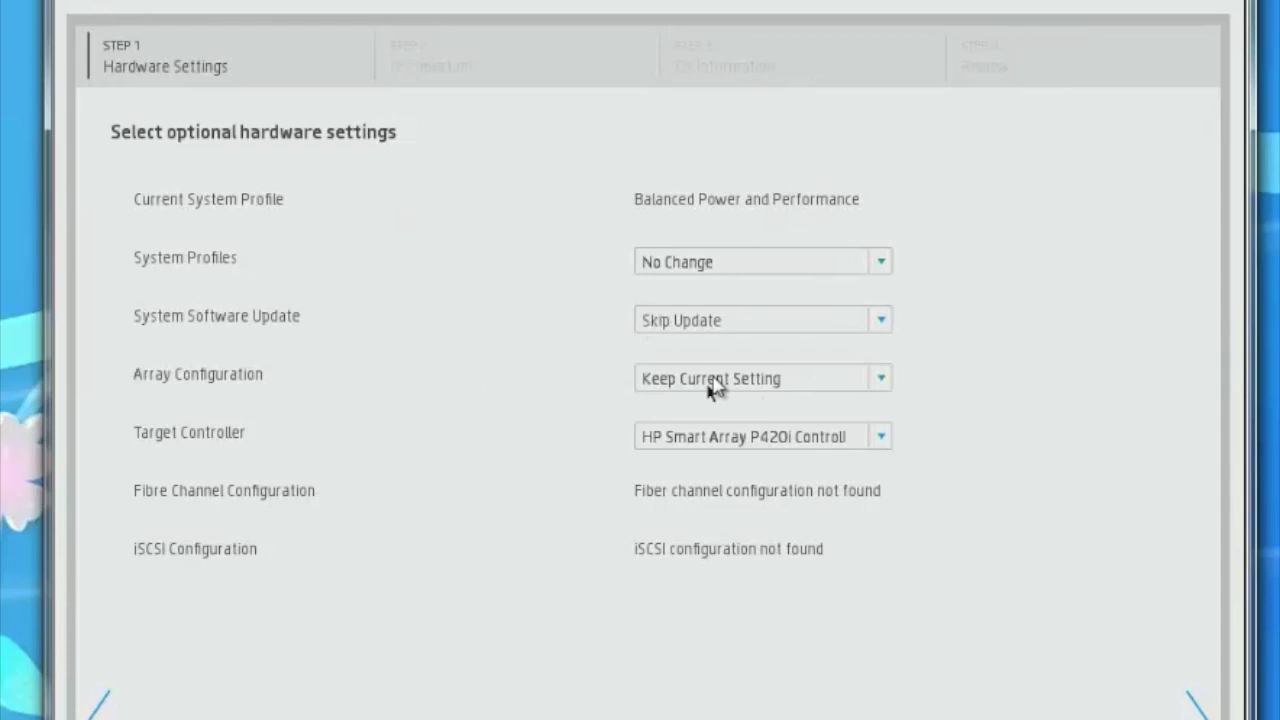 STEP 1
Hardware Settings
Select optional hardware settings
Current System Profile
Balanced Power and Performance
System Profiles
No Change
System Software Update
Skip Update
Array Configuration
Keep Current Setting
Target Controller
HP Smart Array P420i Controll
Fibre Channel Configuration
Fiber channel configuration not found
iSCSI Configuration
iSCSI configuration not found